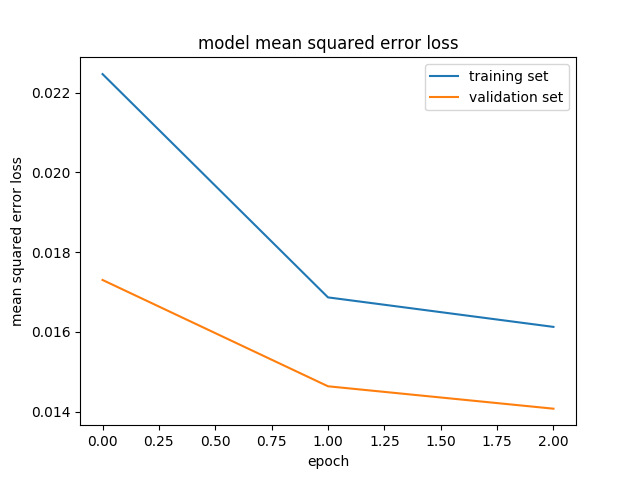 model mean squared error loss
training set
validation set
mean squared error loss
0.022
0.020
0.018
0.016
0.014
0.00 0.25 0.50 0.75 1.00 1.25 1.50 1.75 2.00
epoch